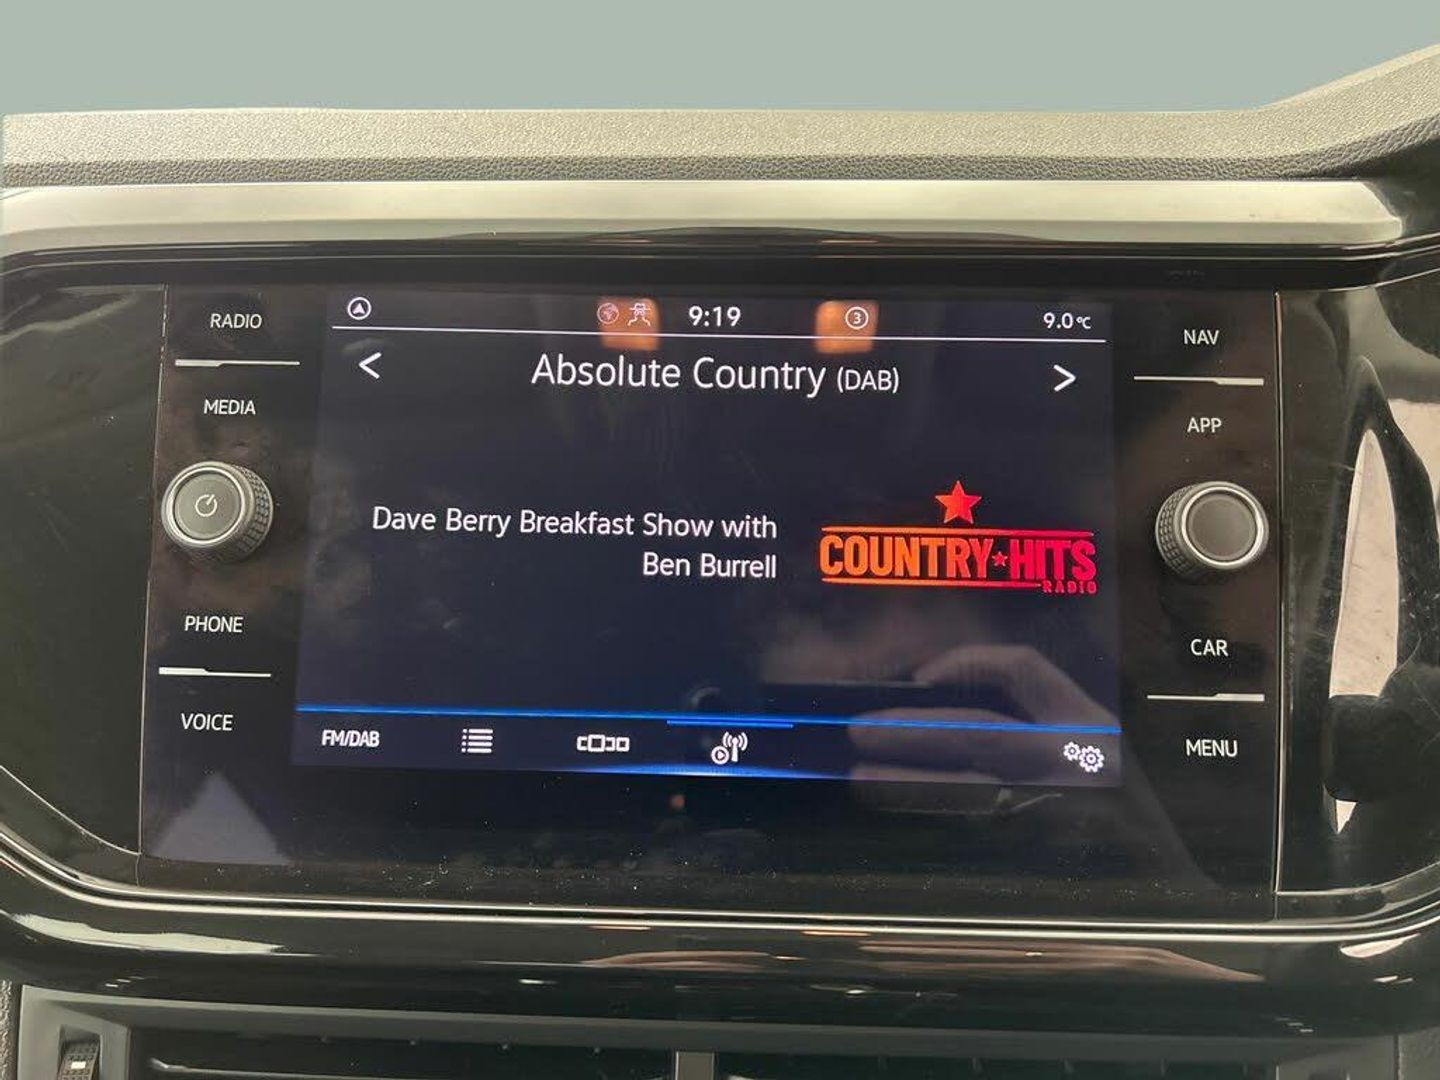 RADIO
MEDIA
PHONE
VOICE
9:19
3
9.0°C
< Absolute Country (DAB) >
Dave Berry Breakfast Show with
Ben Burrell
COUNTRY★HITS
RADIO
FM/DAB
NAV
APP
CAR
MENU